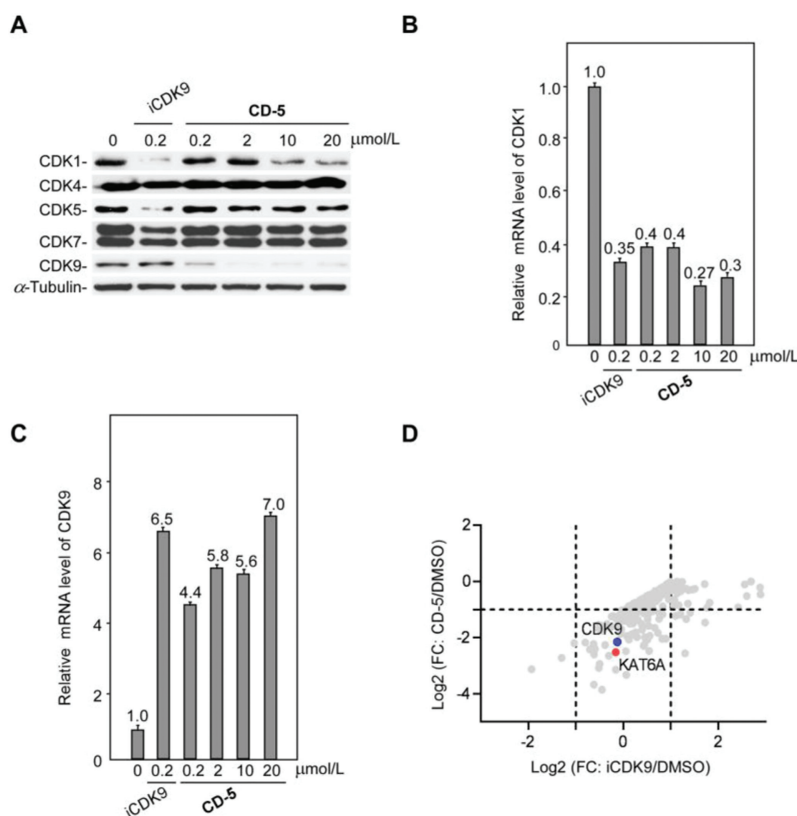 A
iCDK9
CD-5
0 0.2 0.2 2 10 20 μmol/L
CDK1-
CDK4-
CDK5-
CDK7-
CDK9-
α-Tubulin-
B
Relative mRNA level of CDK1
1.0
0.8
1.0
0.4
0.2
0
1.0
0.35
0.4
0.4
0.27
0.3
0 0.2 0.2 2 10 20 μmol/L
iCDK9
CD-5
C
Relative mRNA level of CDK9
8
6
4
2
0
1.0
6.5
4.4
5.8
5.6
7.0
0 0.2 0.2 2 10 20 μmol/L
iCDK9
CD-5
D
Log2 (FC: CD-5/DMSO)
2
0
-2
-4
CDK9
KAT6A
-2 0 2
Log2 (FC: iCDK9/DMSO)